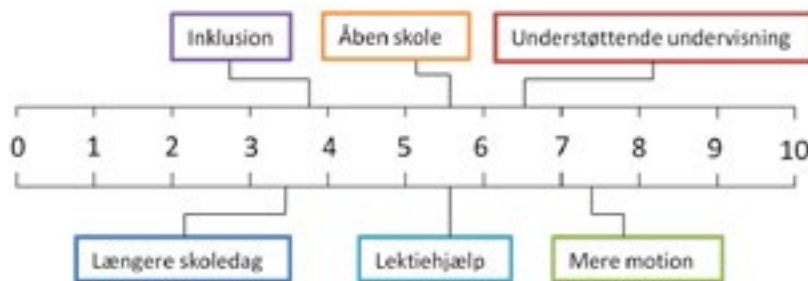 Inklusion Åben skole Understøttende undervisning
0 1 2 3 4 5 6 7 8 9 10
Længere skoledag Lektiehjælp Mere motion